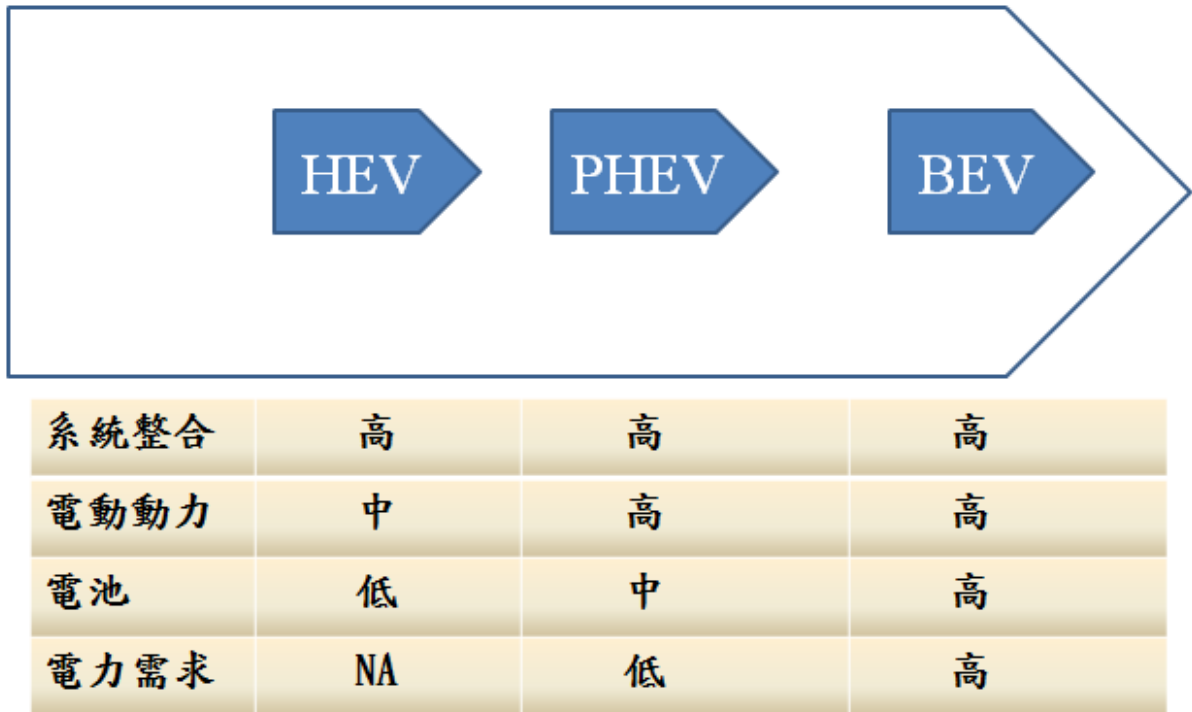 HEV PHEV BEV
系統整合 高 高 高
電動動力 中 高 高
電池 低 中 高
電力需求 NA 低 高